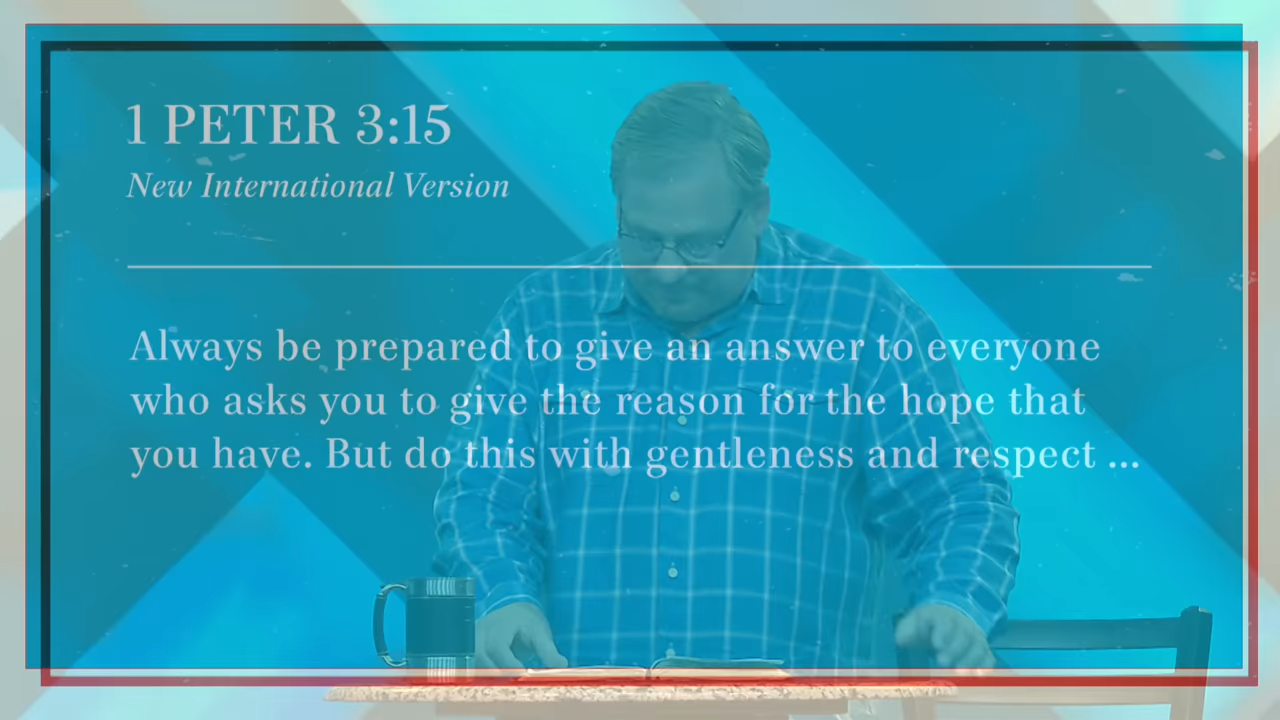 1 PETER 3:15
New International Version
Always be prepared to give an answer to everyone
who asks you to give the reason for the hope that
you have. But do this with gentleness and respect ...